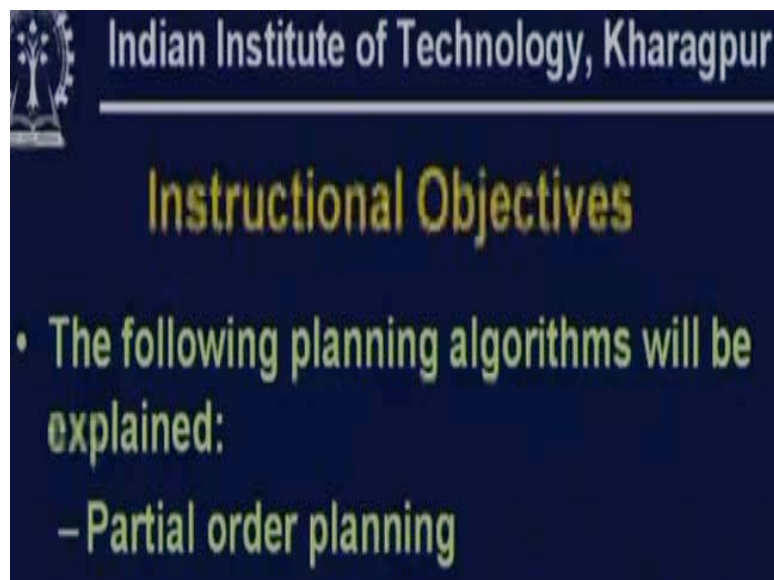 Indian Institute of Technology, Kharagpur
Instructional Objectives
• The following planning algorithms will be
explained:
– Partial order planning